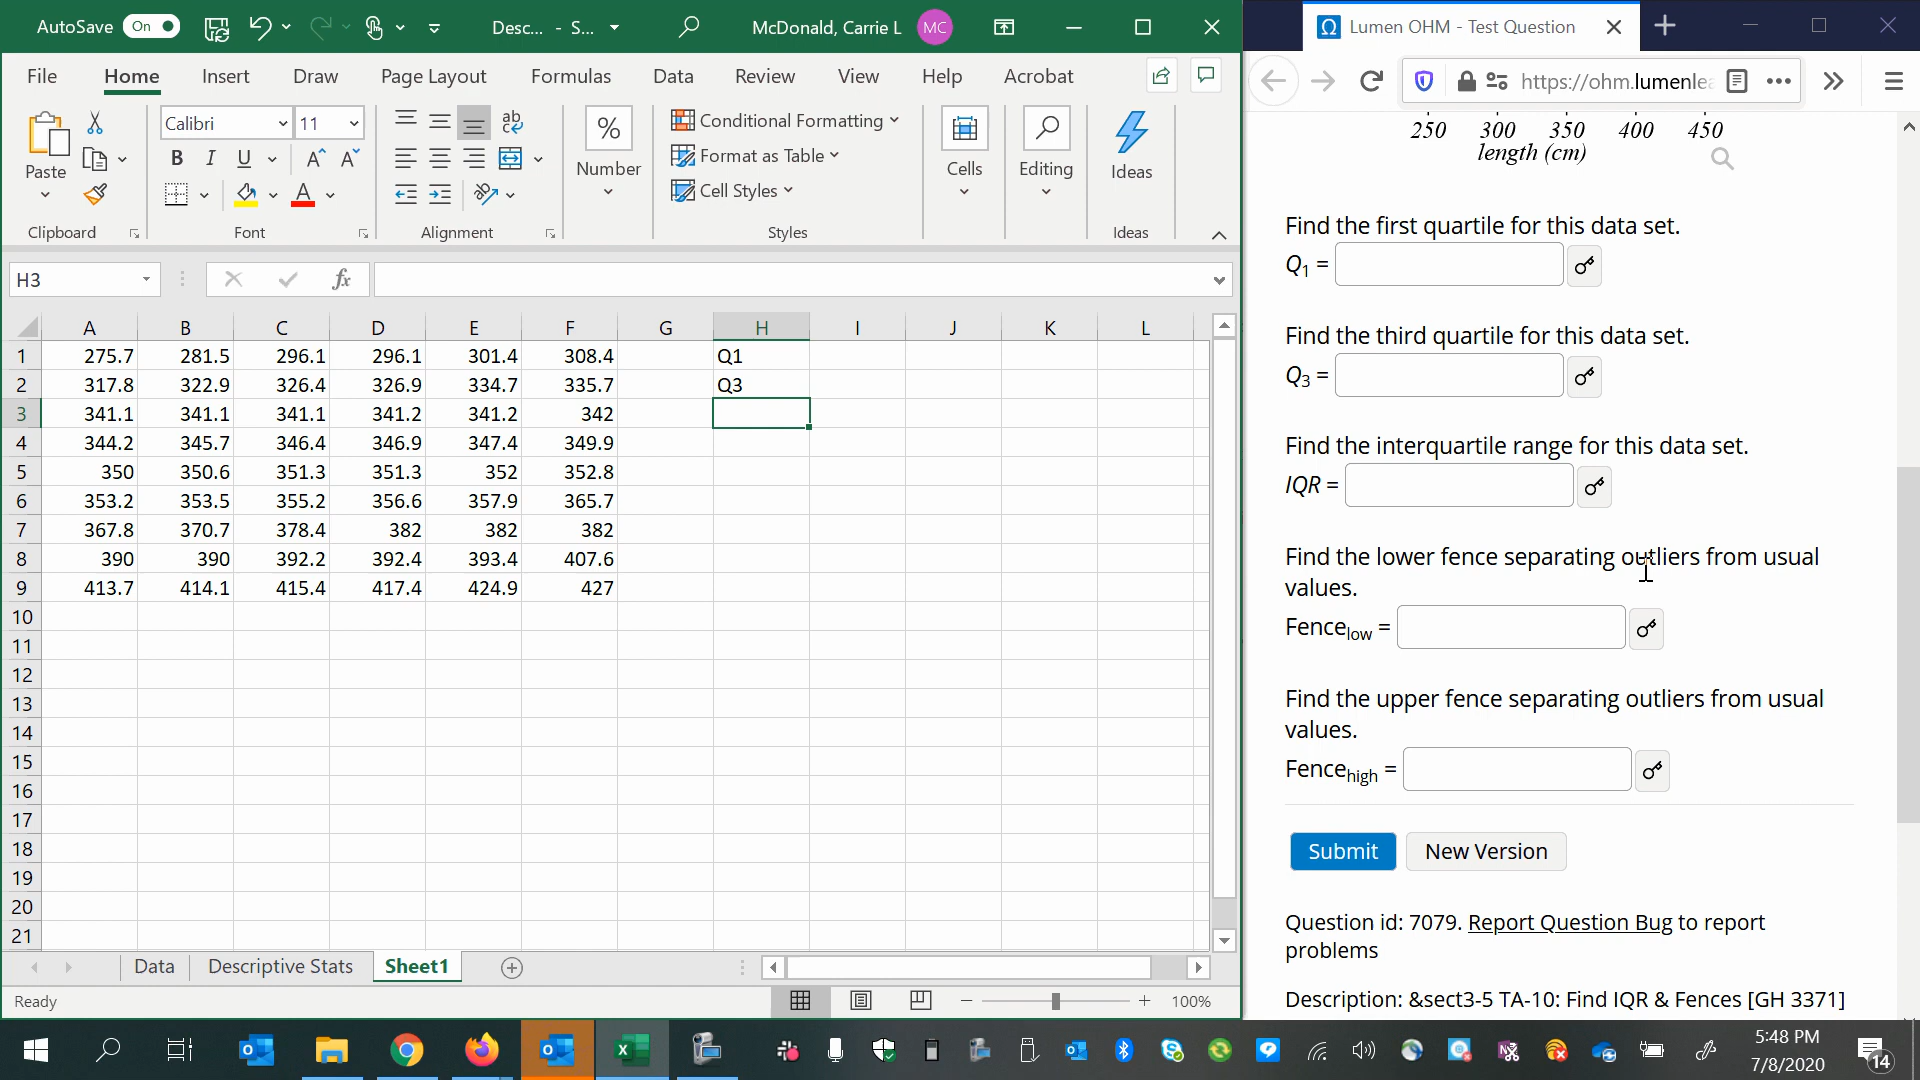 AutoSave On Desc... - S... McDonald, Carrie L MC
File Home Insert Draw Page Layout Formulas Data Review View Help Acrobat
Paste
Clipboard
Calibri 11
B I U
Font
ab
Alignment
%
Number
Conditional Formatting
Format as Table
Cell Styles
Styles
Cells
Editing
Ideas
Ideas
H3 fx
A B C D E F G H I J K L
1 275.7 281.5 296.1 296.1 301.4 308.4 Q1
2 317.8 322.9 326.4 326.9 334.7 335.7 Q3
3 341.1 341.1 341.1 341.2 341.2 342
4 344.2 345.7 346.4 346.9 347.4 349.9
5 350 350.6 351.3 351.3 352 352.8
6 353.2 353.5 355.2 356.6 357.9 365.7
7 367.8 370.7 378.4 382 382 382
8 390 390 392.2 392.4 393.4 407.6
9 413.7 414.1 415.4 417.4 424.9 427
10
11
12
13
14
15
16
17
18
19
20
21
Data Descriptive Stats Sheet1
Ready 100%
Lumen OHM - Test Question
https://ohm.lumenlea
250 300 350 400 450
length (cm)
Find the first quartile for this data set.
Q1 =
Find the third quartile for this data set.
Q3 =
Find the interquartile range for this data set.
IQR =
Find the lower fence separating outliers from usual
values.
Fencelow =
Find the upper fence separating outliers from usual
values.
Fencehigh =
Submit New Version
Question id: 7079. Report Question Bug to report
problems
Description: &sect3-5 TA-10: Find IQR & Fences [GH 3371]
5:48 PM
7/8/2020
14